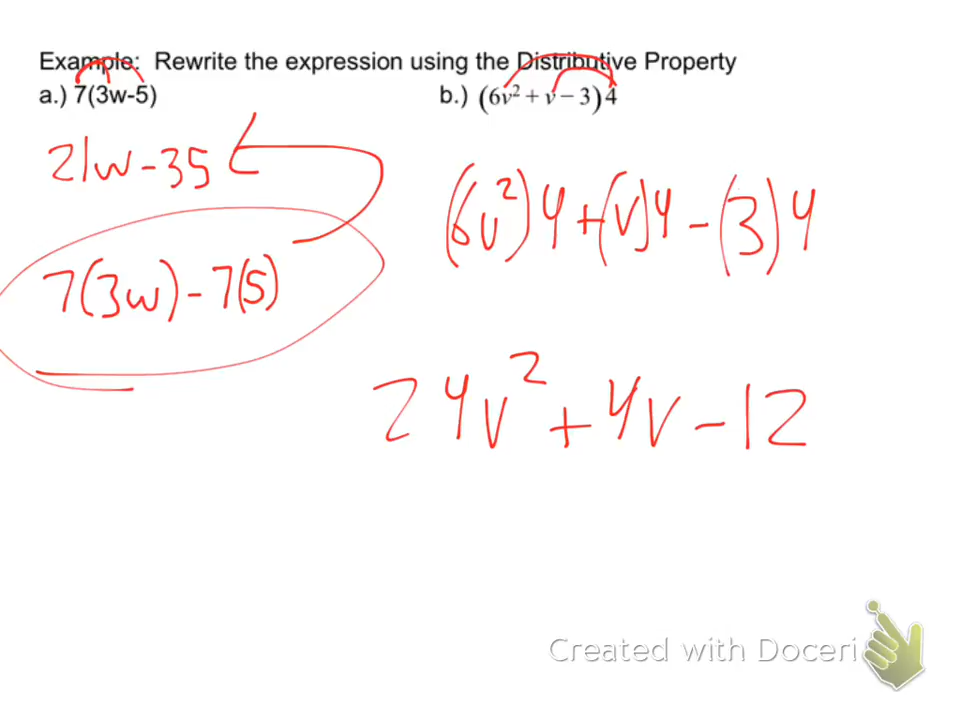 Example: Rewrite the expression using the Distributive Property
a.) 7(3w-5)
b.) (6v² + v − 3)4
21w - 35
7(3w) - 7(5)
(6v²)4 + (v)4 - (3)4
24v² + 4v - 12
Created with Doceri